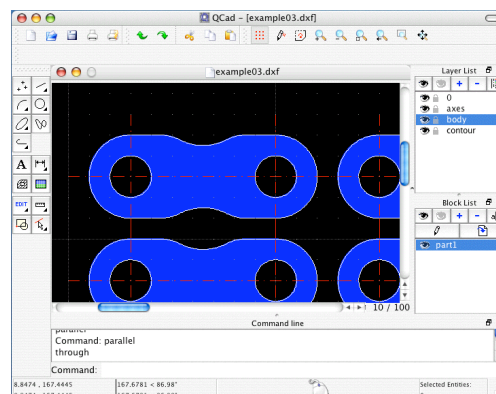 QCad - [example03.dxf]
example03.dxf
Layer List
0
axes
body
contour
Block List
part1
A
EDIT
10 / 100
Command line
parallel
Command: parallel
through
Command:
8.8474 , 167.4445
167.6781 < 86.98°
Selected Entities: